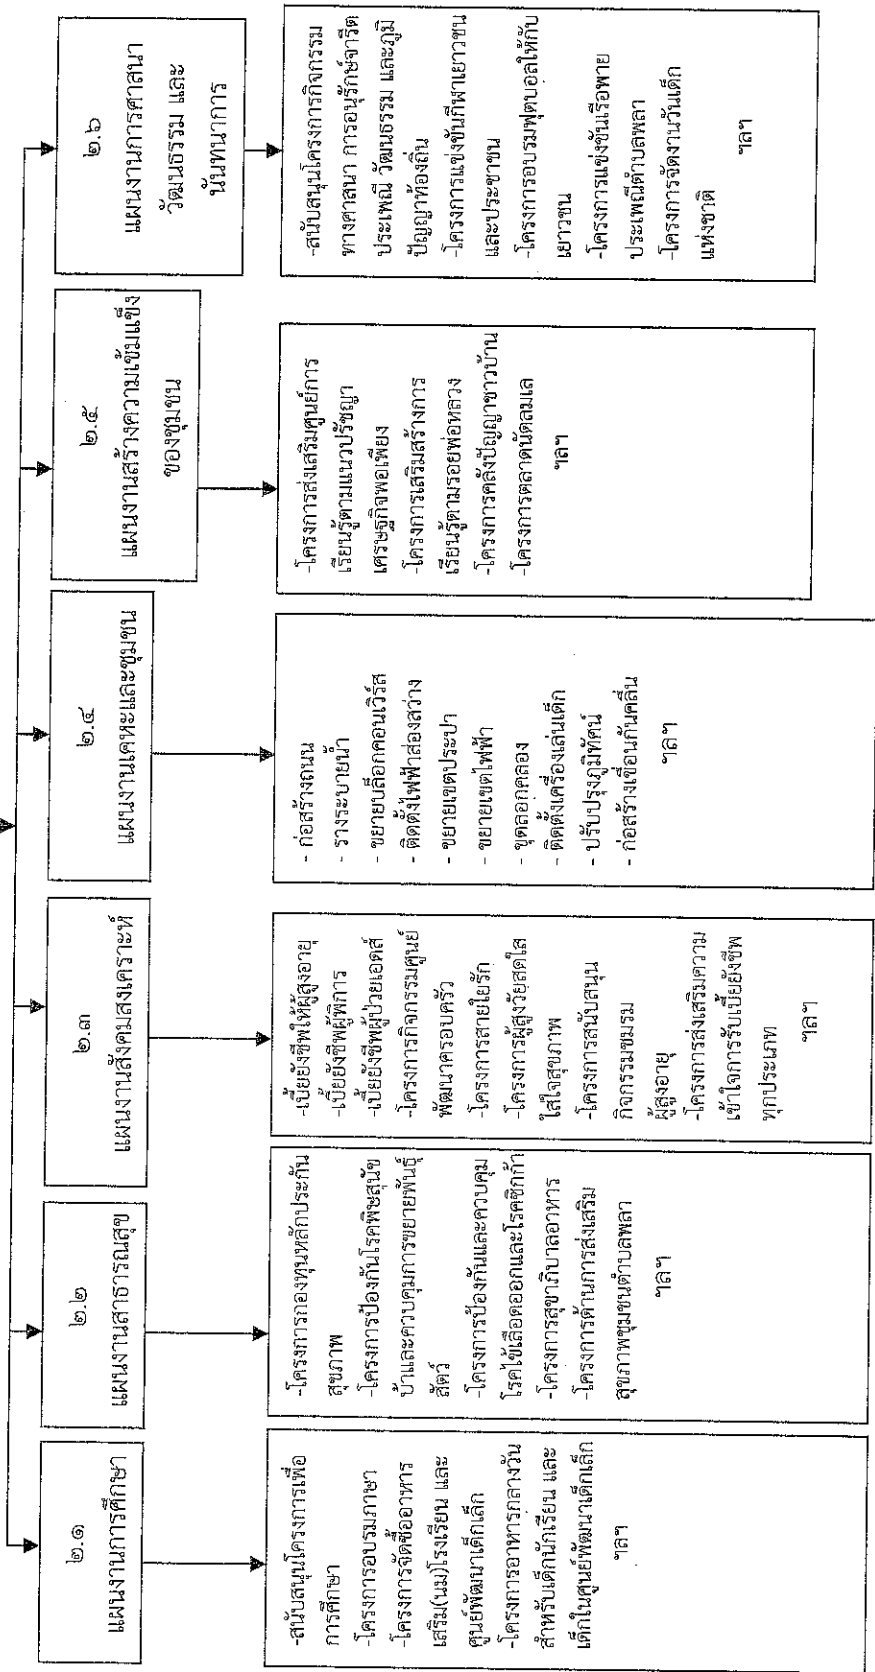 ๒.๑
แผนงานการศึกษา
-สนับสนุนโครงการเพื่อ
การศึกษา
-โครงการอบรมภาษา
-โครงการจัดซื้ออาหาร
เสริม(นม)โรงเรียน และ
ศูนย์พัฒนาเด็กเล็ก
-โครงการอาหารกลางวัน
สำหรับเด็กนักเรียน และ
เด็กในศูนย์พัฒนาเด็กเล็ก
ฯลฯ
๒.๒
แผนงานสาธารณสุข
-โครงการกองทุนหลักประกัน
สุขภาพ
-โครงการป้องกันโรคพิษสุนัข
บ้าและควบคุมการขยายพันธุ์
สัตว์
-โครงการป้องกันและควบคุม
โรคไข้เลือดออกและโรคซิกก้า
-โครงการสุขาภิบาลอาหาร
-โครงการด้านการส่งเสริม
สุขภาพชุมชนตำบลพลา
ฯลฯ
๒.๓
แผนงานสังคมสงเคราะห์
-เบี้ยยังชีพให้ผู้สูงอายุ
-เบี้ยยังชีพผู้พิการ
-เบี้ยยังชีพผู้ป่วยเอดส์
-โครงการกิจกรรมศูนย์
พัฒนาครอบครัว
-โครงการสายใยรัก
-โครงการผู้สูงวัยสดใส
ใส่ใจสุขภาพ
-โครงการสนับสนุน
กิจกรรมชมรม
ผู้สูงอายุ
-โครงการส่งเสริมความ
เข้าใจการรับเบี้ยยังชีพ
ทุกประเภท
ฯลฯ
๒.๔
แผนงานเคหะและชุมชน
- ก่อสร้างถนน
- รางระบายน้ำ
- ขยายบล็อกคอนเวิร์ส
- ติดตั้งไฟฟ้าส่องสว่าง
- ขยายเขตประปา
- ขยายเขตไฟฟ้า
- ขุดลอกคลอง
- ติดตั้งเครื่องเล่นเด็ก
- ปรับปรุงภูมิทัศน์
- ก่อสร้างเขื่อนกันคลื่น
ฯลฯ
๒.๕
แผนงานสร้างความเข้มแข็ง
ของชุมชน
-โครงการส่งเสริมศูนย์การ
เรียนรู้ตามแนวปรัชญา
เศรษฐกิจพอเพียง
-โครงการเสริมสร้างการ
เรียนรู้ตามรอยพ่อหลวง
-โครงการคลังปัญญาชาวบ้าน
-โครงการตลาดนัดลมเล
ฯลฯ
๒.๖
แผนงานการศาสนา
วัฒนธรรม และ
นันทนาการ
-สนับสนุนโครงการกิจกรรม
ทางศาสนา การอนุรักษ์จารีต
ประเพณี วัฒนธรรม และภูมิ
ปัญญาท้องถิ่น
-โครงการแข่งขันกีฬาเยาวชน
และประชาชน
-โครงการอบรมฟุตบอลให้กับ
เยาวชน
-โครงการแข่งขันเรือพาย
ประเพณีตำบลพลา
-โครงการจัดงานวันเด็ก
แห่งชาติ
ฯลฯ